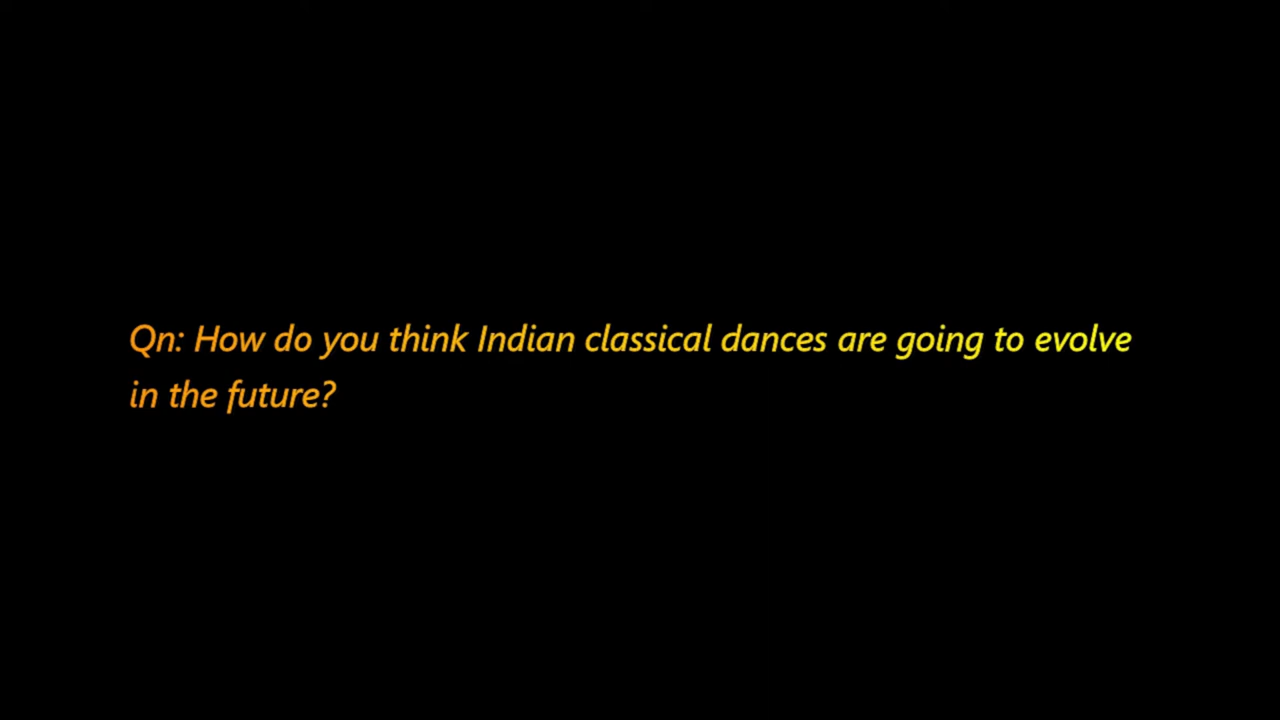 Qn: How do you think Indian classical dances are going to evolve
in the future?